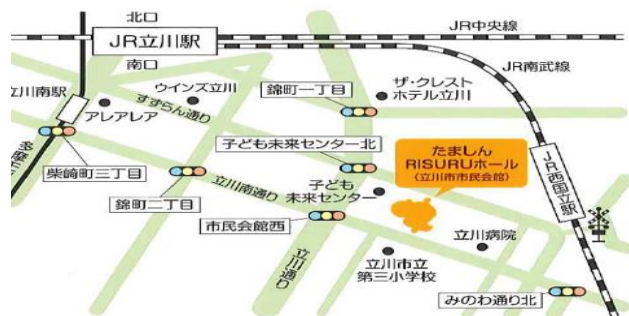 北口
JR中央線
JR立川駅
南口
JR南武線
立川南駅
ウインズ立川
アレアレア
すずらん通り
錦町一丁目
ザ・クレスト
ホテル立川
多摩モ
柴崎町三丁目
錦町二丁目
立川南通り
子ども未来センター北
たましん
RISURUホール
(立川市市民会館)
JR西国立駅
子ども
未来センター
市民会館西
立川通り
立川病院
立川市立
第三小学校
みのわ通り北